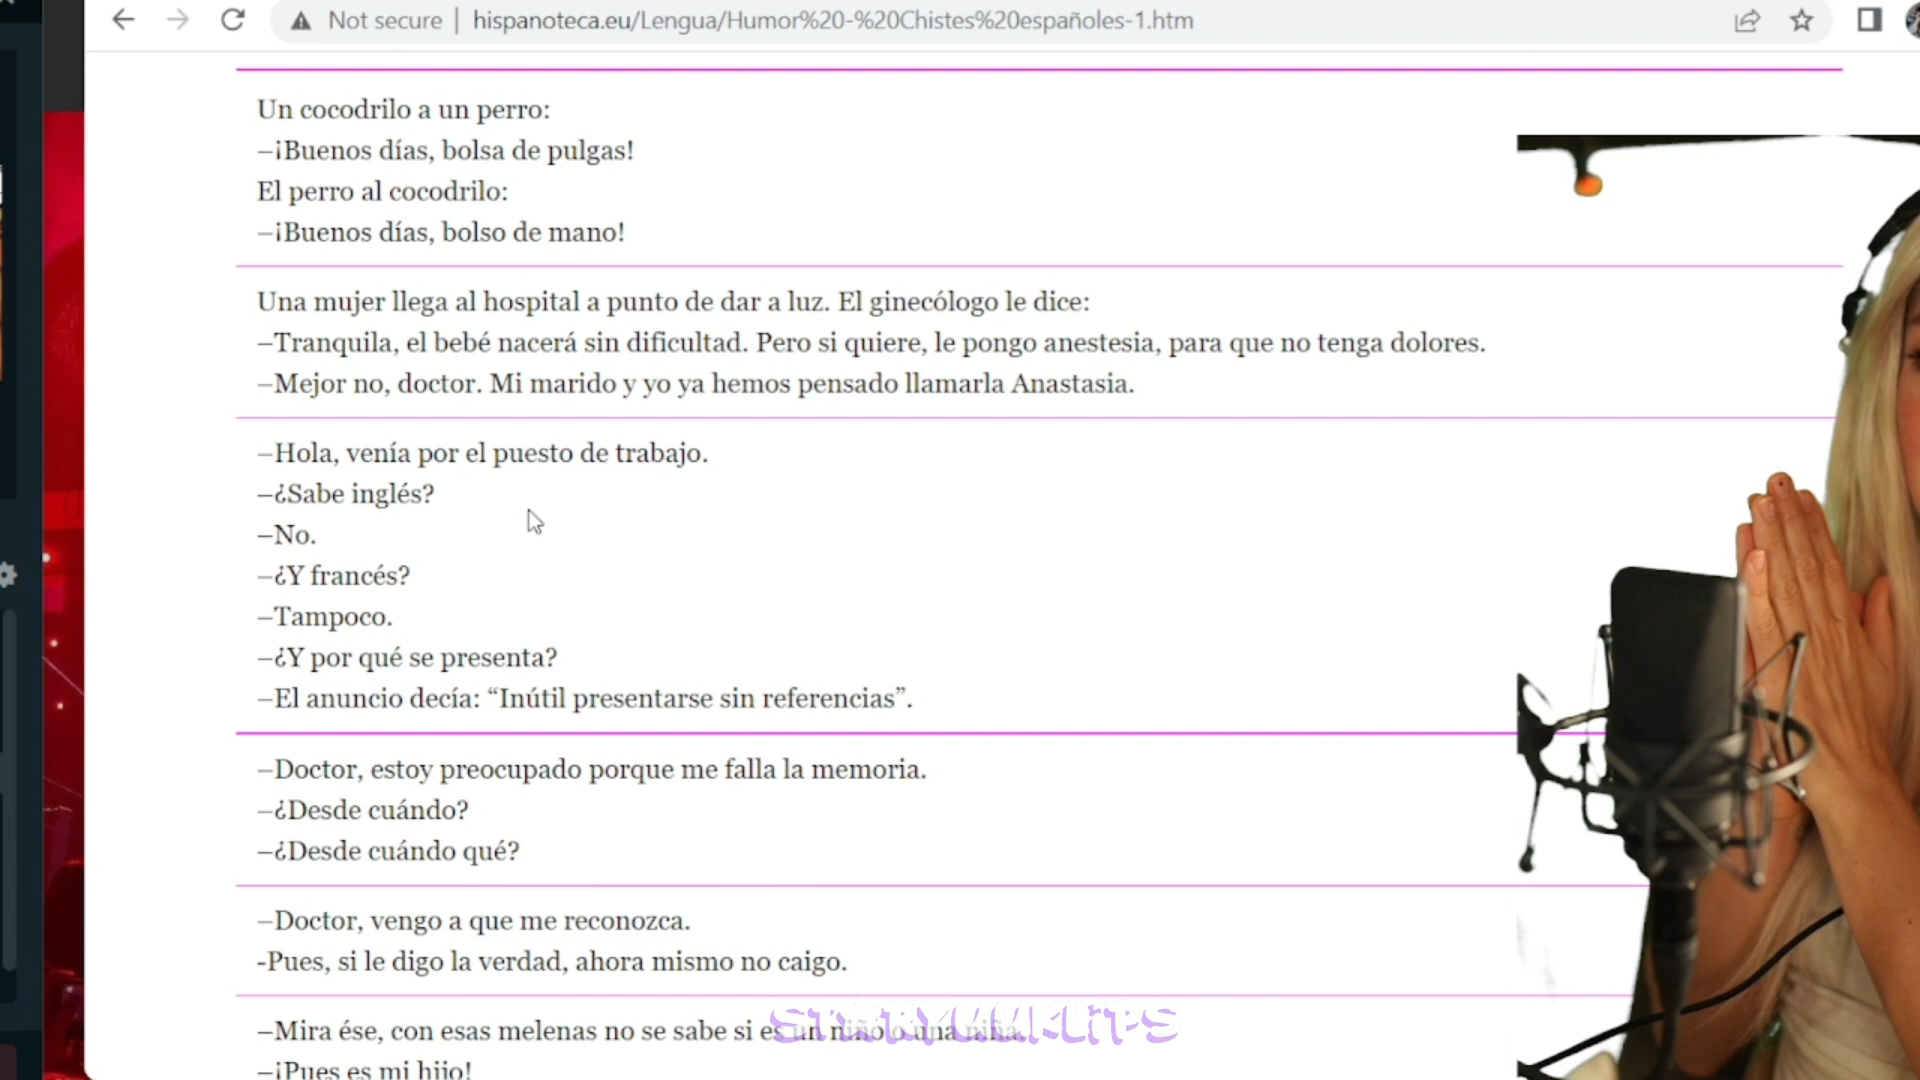 Not secure | hispanoteca.eu/Lengua/Humor%20-%20Chistes%20españoles-1.htm
Un cocodrilo a un perro:
–¡Buenos días, bolsa de pulgas!
El perro al cocodrilo:
–¡Buenos días, bolso de mano!
Una mujer llega al hospital a punto de dar a luz. El ginecólogo le dice:
–Tranquila, el bebé nacerá sin dificultad. Pero si quiere, le pongo anestesia, para que no tenga dolores.
–Mejor no, doctor. Mi marido y yo ya hemos pensado llamarla Anastasia.
–Hola, venía por el puesto de trabajo.
–¿Sabe inglés?
–No.
–¿Y francés?
–Tampoco.
–¿Y por qué se presenta?
–El anuncio decía: “Inútil presentarse sin referencias”.
–Doctor, estoy preocupado porque me falla la memoria.
–¿Desde cuándo?
–¿Desde cuándo qué?
–Doctor, vengo a que me reconozca.
-Pues, si le digo la verdad, ahora mismo no caigo.
–Mira ése, con esas melenas no se sabe si es un niño o una niña.
–¡Pues es mi hijo!